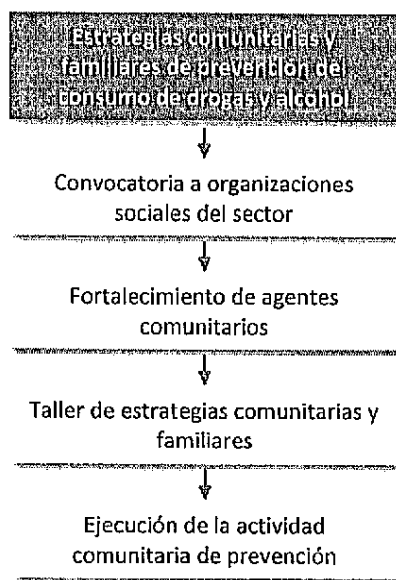 Estrategias comunitarias y
familiares de prevención del
consumo de drogas y alcohol
Convocatoria a organizaciones
sociales del sector
Fortalecimiento de agentes
comunitarios
Taller de estrategias comunitarias y
familiares
Ejecución de la actividad
comunitaria de prevención